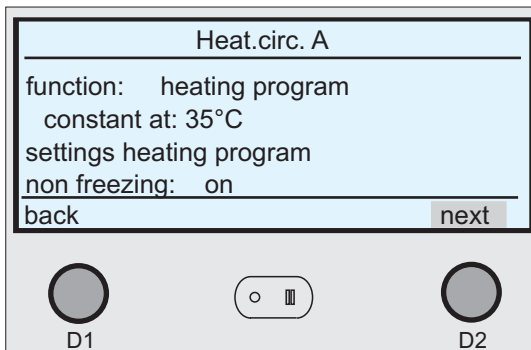 Heat.circ. A
function: heating program
constant at: 35°C
settings heating program
non freezing: on
back next
D1 D2